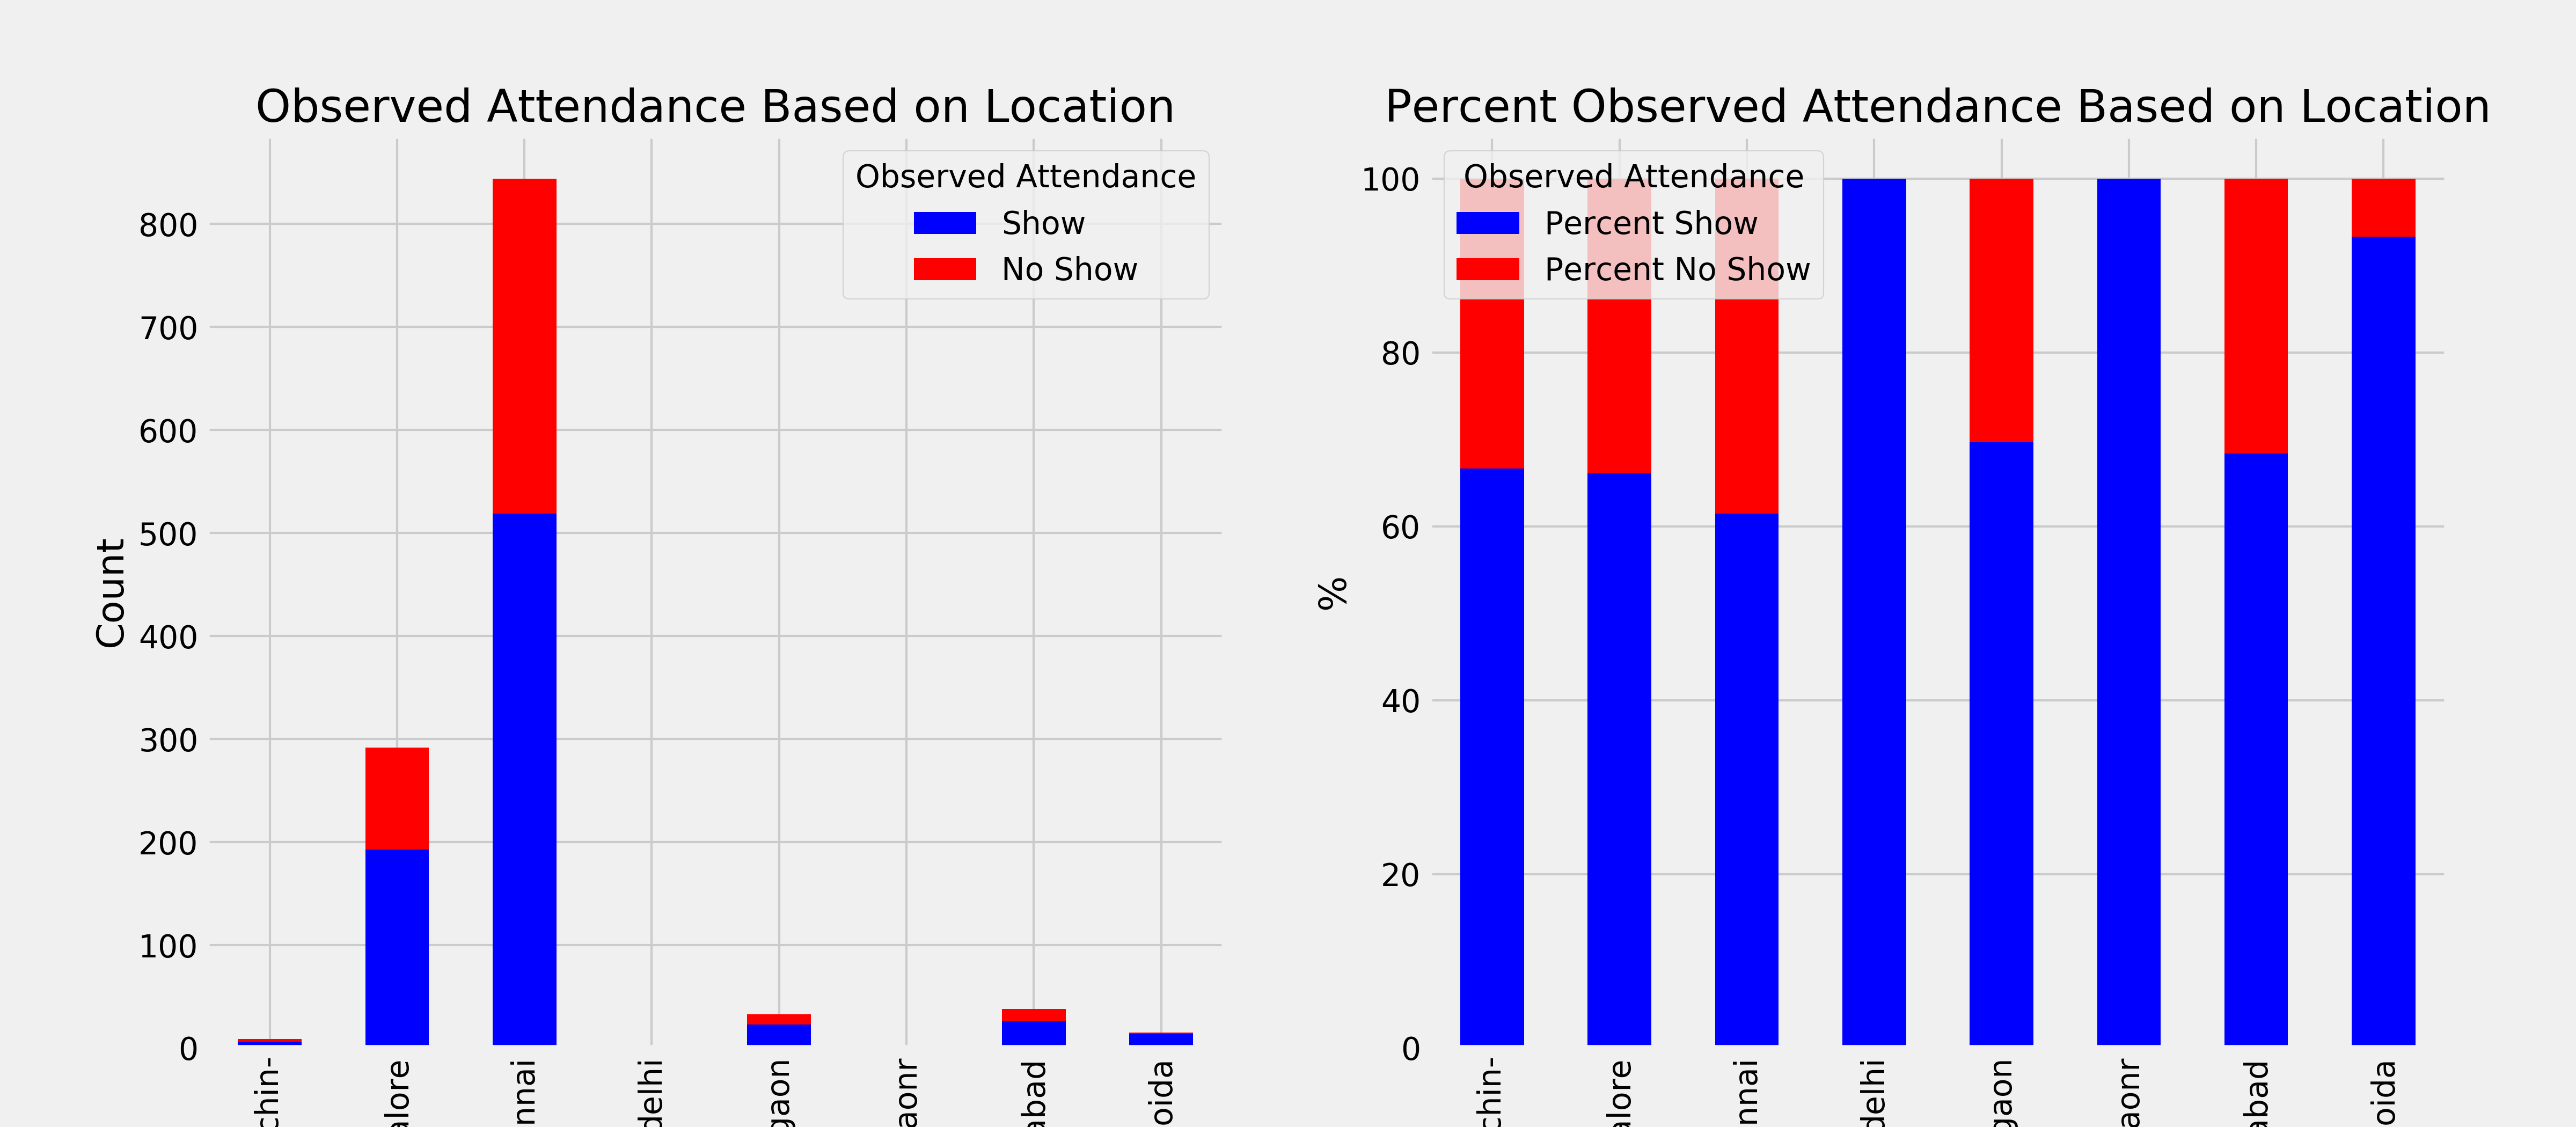 Observed Attendance Based on Location
Observed Attendance
Show
No Show
Count
800
700
600
500
400
300
200
100
0
chin-
alore
nnai
delhi
gaon
aonr
abad
oida
Percent Observed Attendance Based on Location
Observed Attendance
Percent Show
Percent No Show
%
100
80
60
40
20
0
chin-
alore
nnai
delhi
gaon
aonr
abad
oida